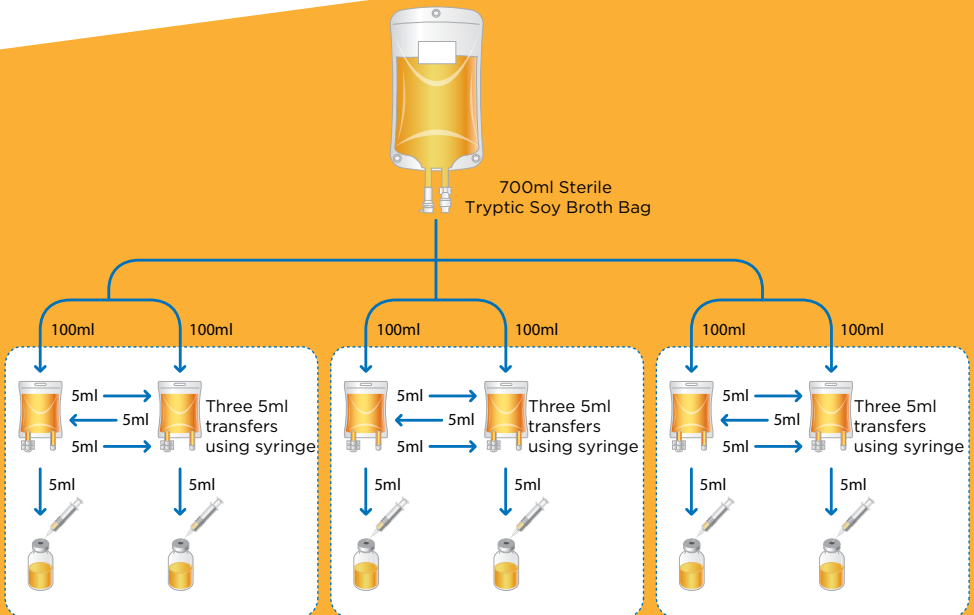 700ml Sterile
Tryptic Soy Broth Bag
100ml
100ml
100ml
100ml
100ml
100ml
5ml
5ml
5ml
Three 5ml
transfers
using syringe
5ml
5ml
5ml
5ml
5ml
Three 5ml
transfers
using syringe
5ml
5ml
5ml
5ml
5ml
Three 5ml
transfers
using syringe
5ml
5ml